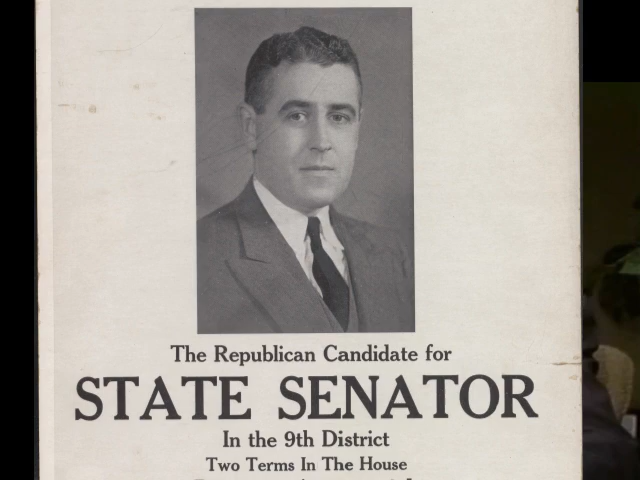 The Republican Candidate for
STATE SENATOR
In the 9th District
Two Terms In The House